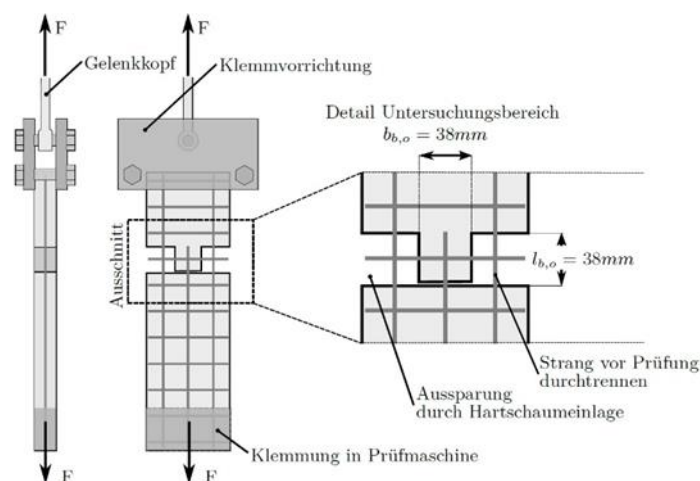 F
F
Gelenkkopf
Klemmvorrichtung
Detail Untersuchungsbereich
b_{b,o} = 38mm
Ausschnitt
l_{b,o} = 38mm
Strang vor Prüfung
durchtrennen
Aussparung
durch Hartschaumeinlage
Klemmung in Prüfmaschine
F
F